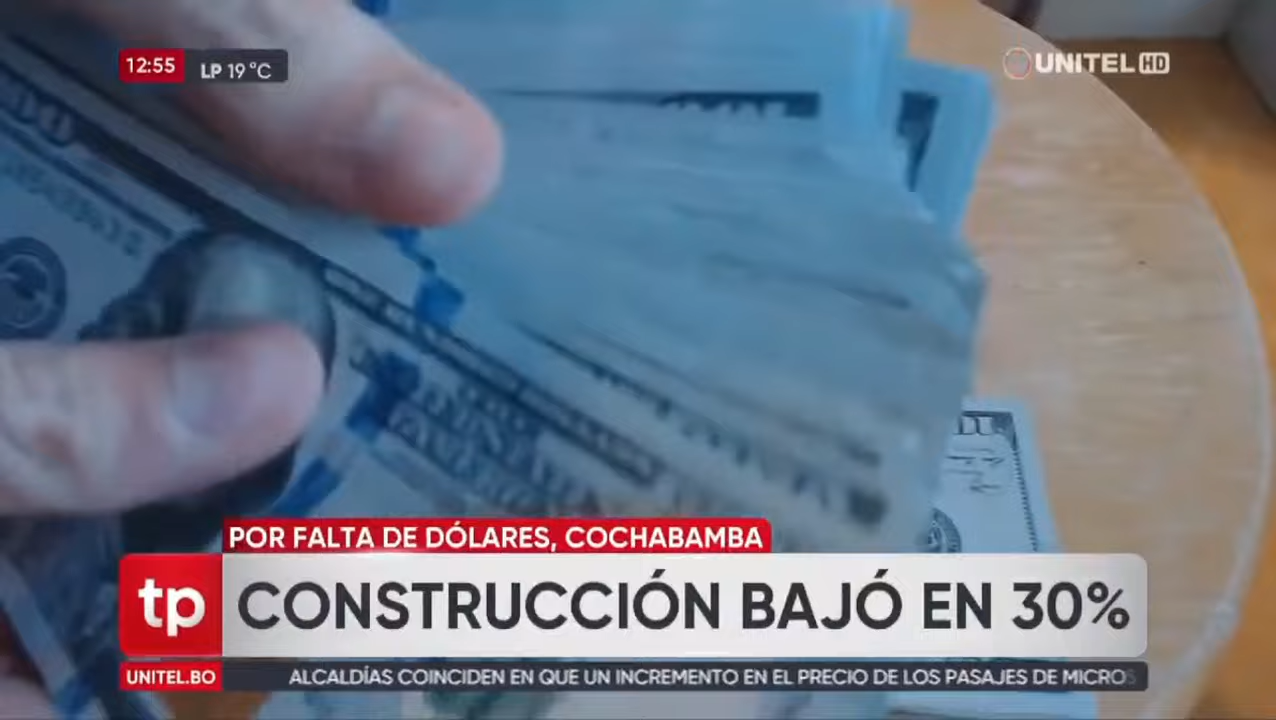 12:55 LP 19 °C
UNITEL HD
POR FALTA DE DÓLARES, COCHABAMBA
tp CONSTRUCCIÓN BAJÓ EN 30%
UNITEL.BO ALCALDÍAS COINCIDEN EN QUE UN INCREMENTO EN EL PRECIO DE LOS PASAJES DE MICROS